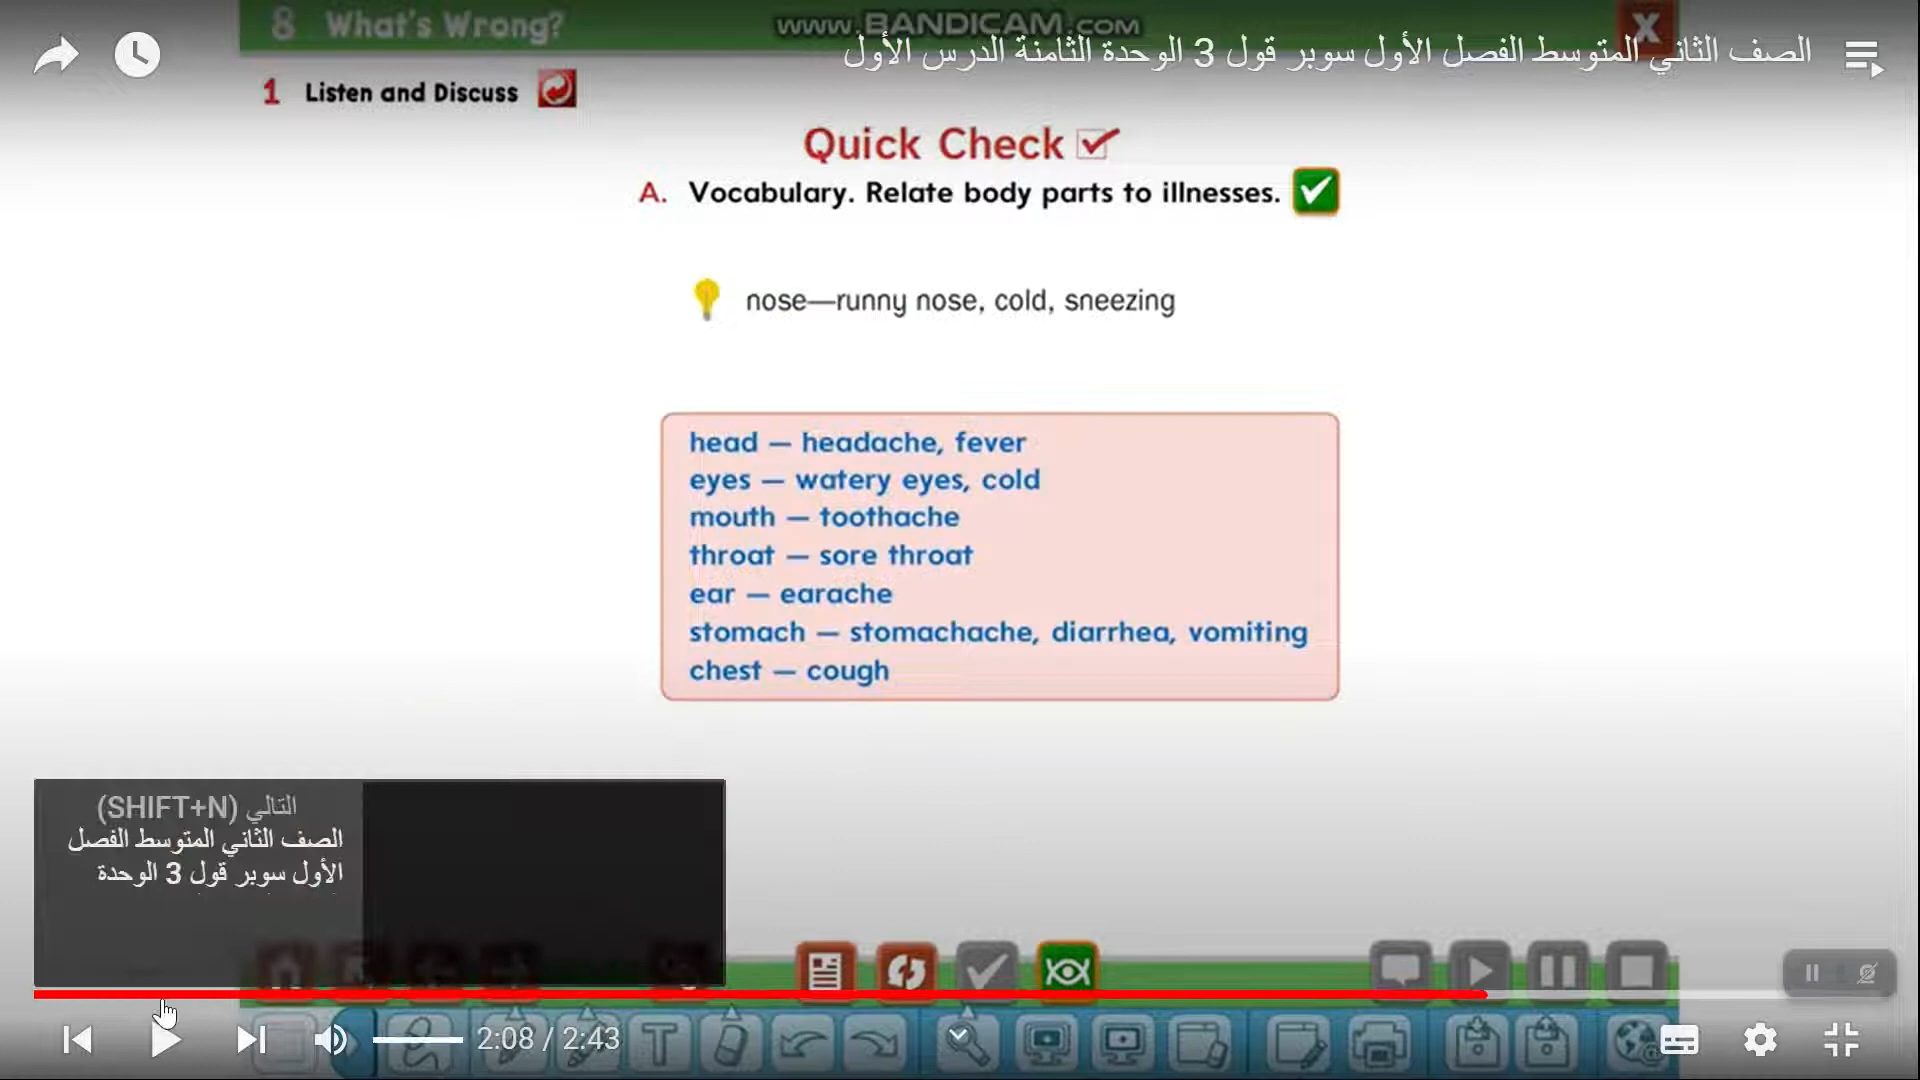 8 What's Wrong?
www.BANDICAM.com
X
الصف الثاني المتوسط الفصل الأول سوبر قول 3 الوحدة الثامنة الدرس الأول
1 Listen and Discuss
Quick Check
A. Vocabulary. Relate body parts to illnesses.
nose—runny nose, cold, sneezing
head — headache, fever
eyes — watery eyes, cold
mouth — toothache
throat — sore throat
ear — earache
stomach — stomachache, diarrhea, vomiting
chest — cough
التالي (SHIFT+N)
الصف الثاني المتوسط الفصل
الأول سوبر قول 3 الوحدة
2:08 / 2:43
T